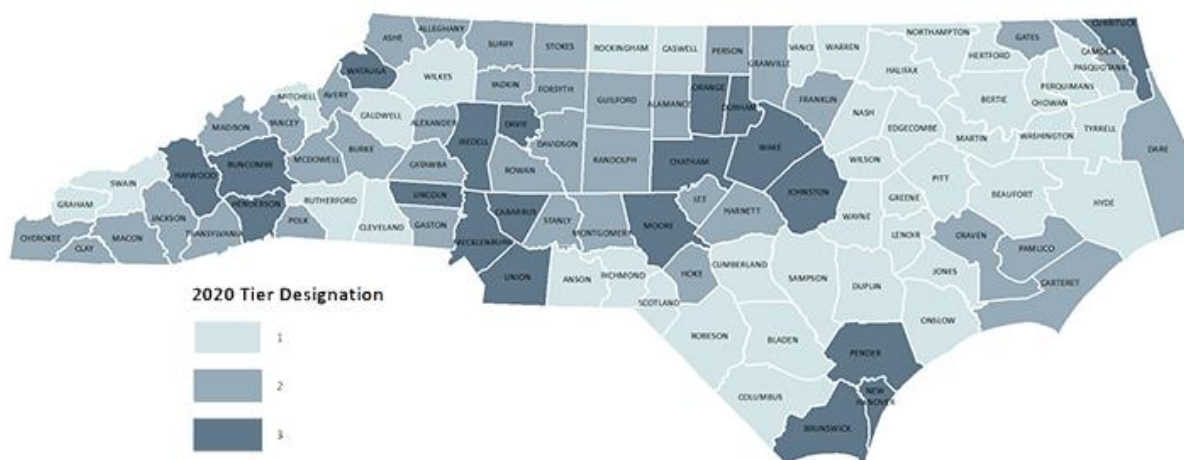 CURRITUCK
ALLEGHANY
NORTHAMPTON
GATES
ASHE
SURRY
STOKES
ROCKINGHAM
CASWELL
PERSON
VANCE
WARREN
HERTFORD
CAMDEN
GRANVILLE
PASQUOTANK
WATAUGA
WILKES
HALIFAX
YADKIN
FORSYTH
ORANGE
PERQUIMANS
MITCHELL
AVERY
GUILFORD
ALAMANCE
DURHAM
FRANKLIN
BERTIE
CHOWAN
CALDWELL
NASH
YANCEY
ALEXANDER
DAVIE
EDGECOMBE
MADISON
IREDELL
DAVIDSON
MARTIN
WASHINGTON
TYRRELL
BURKE
WAKE
DARE
MCDOWELL
CATAWBA
ROWAN
RANDOLPH
CHATHAM
WILSON
BUNCOMBE
HAYWOOD
PITT
SWAIN
LINCOLN
JOHNSTON
BEAUFORT
GRAHAM
RUTHERFORD
LEE
GREENE
HYDE
HENDERSON
CABARRUS
MOORE
HARNETT
WAYNE
JACKSON
POLK
CLEVELAND
GASTON
STANLY
LENOIR
CRAVEN
CHEROKEE
MACON
TRANSYLVANIA
MONTGOMERY
CLAY
MECKLENBURG
PAMLICO
CUMBERLAND
JONES
UNION
ANSON
RICHMOND
HOKE
SAMPSON
DUPLIN
CARTERET
2020 Tier Designation
SCOTLAND
ONSLOW
ROBESON
BLADEN
1
PENDER
2
COLUMBUS
NEW
HANOVER
BRUNSWICK
3